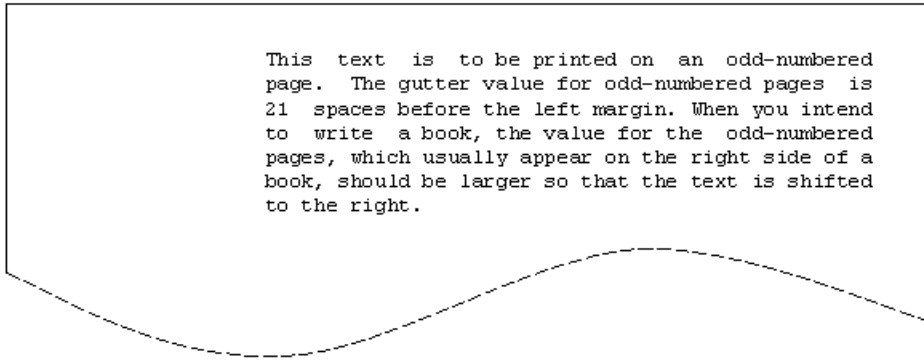 This text is to be printed on an odd-numbered
page. The gutter value for odd-numbered pages is
21 spaces before the left margin. When you intend
to write a book, the value for the odd-numbered
pages, which usually appear on the right side of a
book, should be larger so that the text is shifted
to the right.